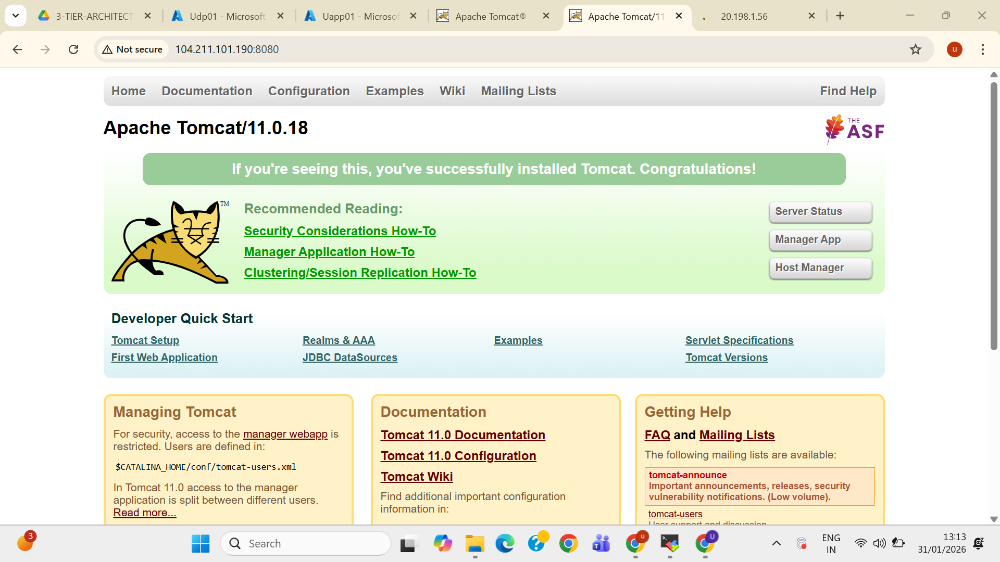 3-TIER-ARCHITECT
Udp01 - Microsoft
Uapp01 - Microsof
Apache Tomcat® -
Apache Tomcat/11
20.198.1.56
Not secure
104.211.101.190:8080
u
Home
Documentation
Configuration
Examples
Wiki
Mailing Lists
Find Help
Apache Tomcat/11.0.18
THE
ASF
If you're seeing this, you've successfully installed Tomcat. Congratulations!
TM
Recommended Reading:
Security Considerations How-To
Manager Application How-To
Clustering/Session Replication How-To
Server Status
Manager App
Host Manager
Developer Quick Start
Tomcat Setup
Realms & AAA
Examples
Servlet Specifications
First Web Application
JDBC DataSources
Tomcat Versions
Managing Tomcat
For security, access to the manager webapp is
restricted. Users are defined in:
$CATALINA_HOME/conf/tomcat-users.xml
In Tomcat 11.0 access to the manager
application is split between different users.
Read more...
Documentation
Tomcat 11.0 Documentation
Tomcat 11.0 Configuration
Tomcat Wiki
Find additional important configuration
information in:
Getting Help
FAQ and Mailing Lists
The following mailing lists are available:
tomcat-announce
Important announcements, releases, security
vulnerability notifications. (Low volume).
tomcat-users
User support and discussion
3
Search
T
u
U
ENG
IN
13:13
31/01/2026